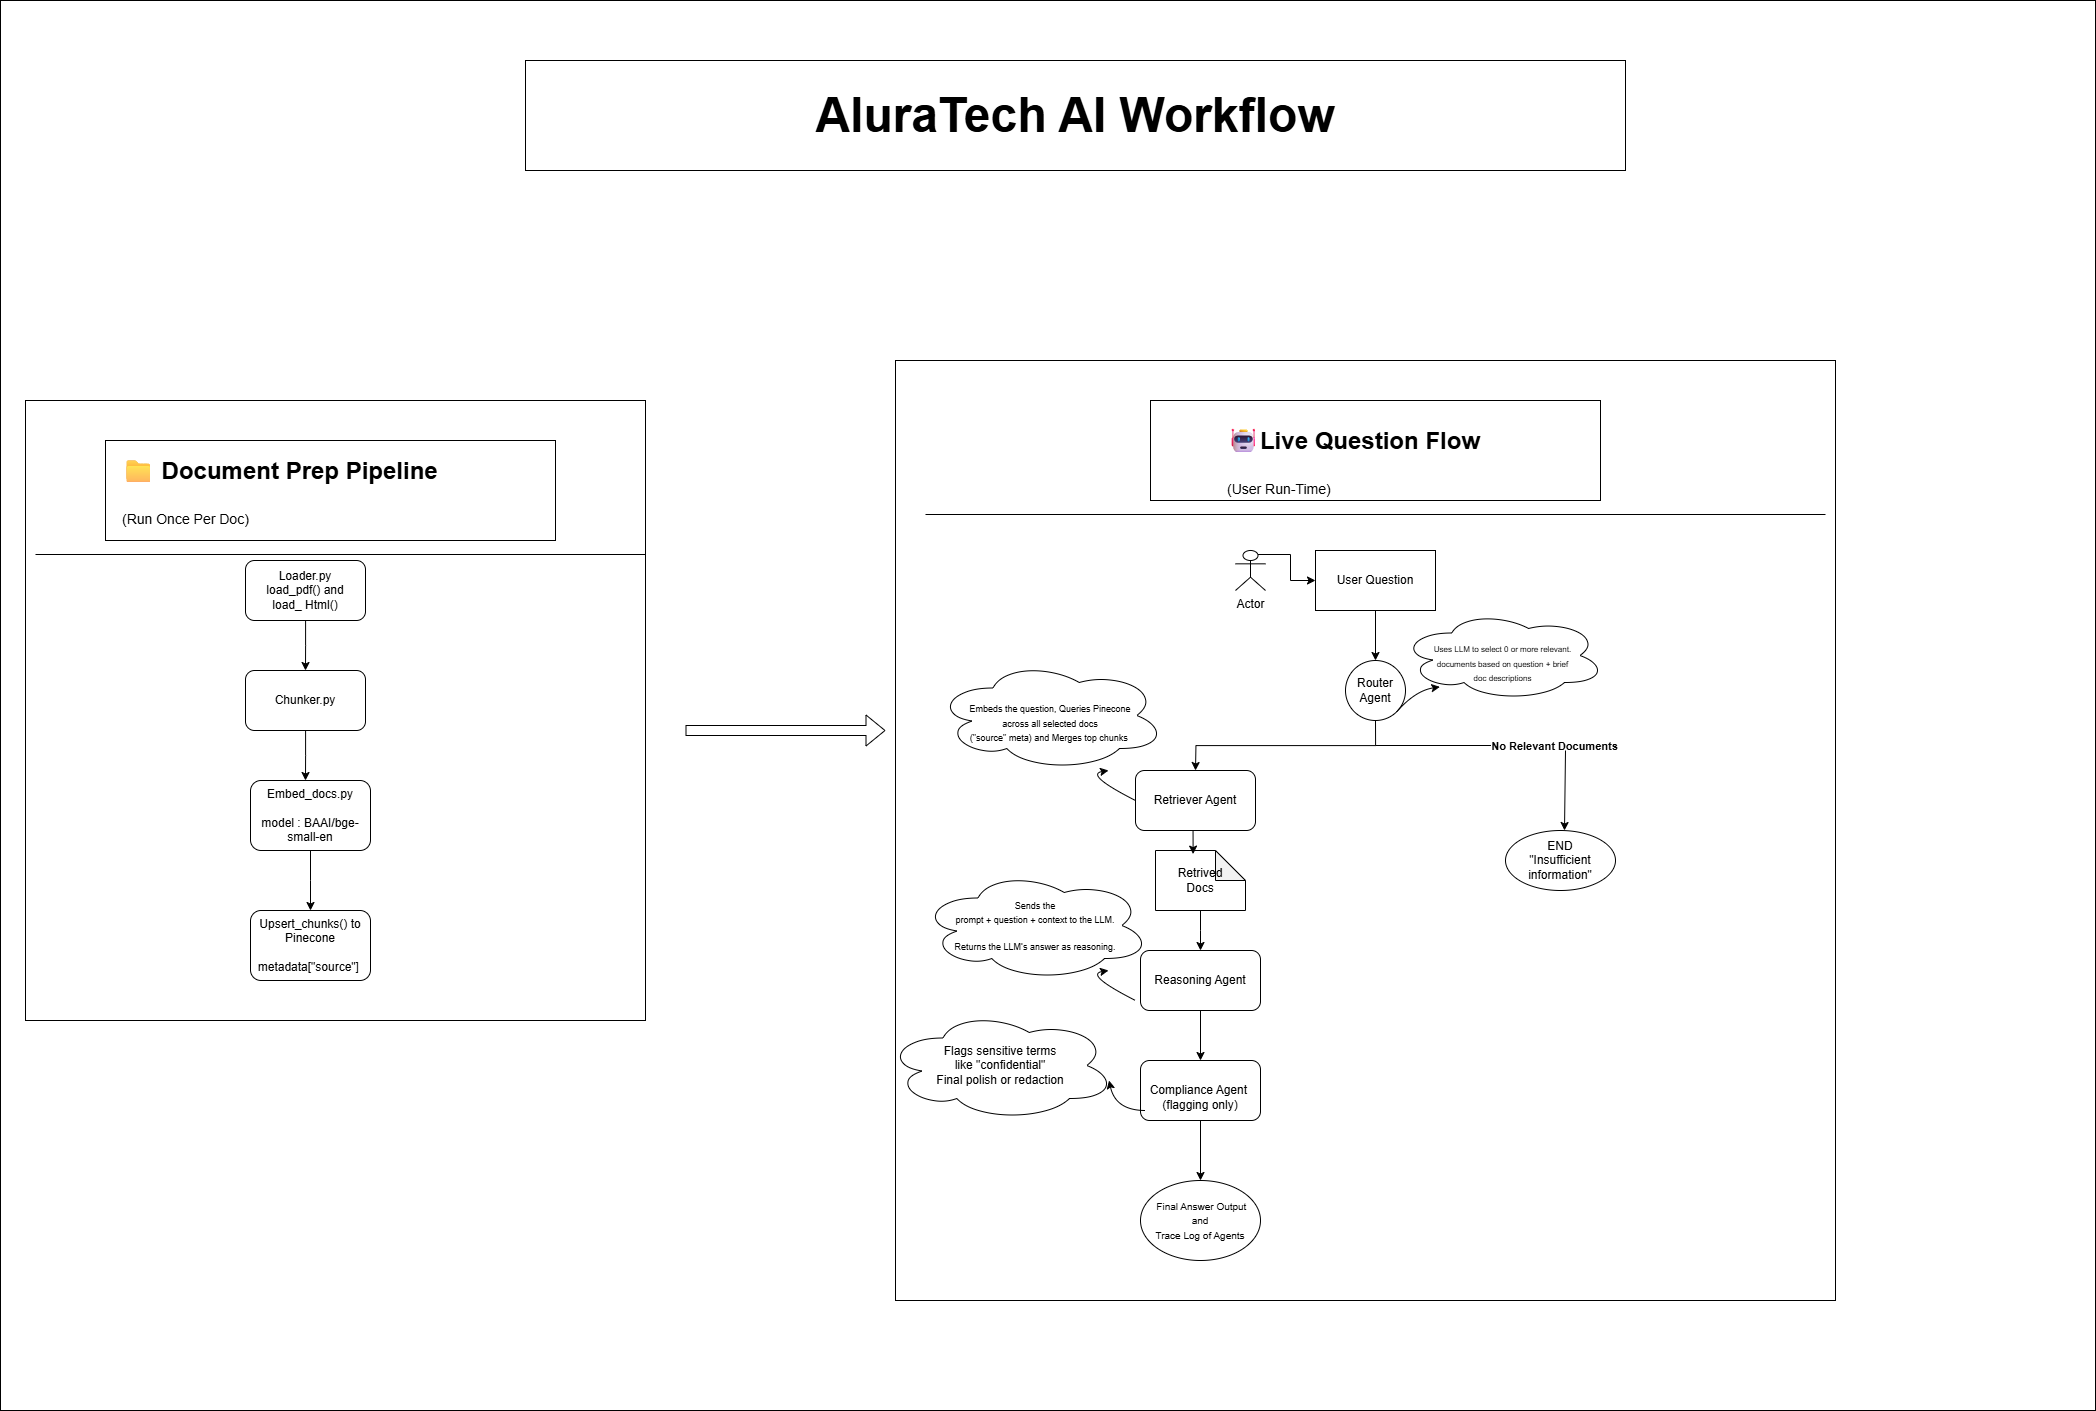 AluraTech AI Workflow
Document Prep Pipeline
(Run Once Per Doc)
Loader.py
load_pdf() and
load_ Html()
Chunker.py
Embed_docs.py
model : BAAI/bge-
small-en
Upsert_chunks() to
Pinecone
metadata["source"]
Live Question Flow
(User Run-Time)
Actor
User Question
Router
Agent
Uses LLM to select 0 or more relevant.
documents based on question + brief
doc descriptions
No Relevant Documents
END
"Insufficient
information"
Embeds the question, Queries Pinecone
across all selected docs
("source" meta) and Merges top chunks
Retriever Agent
Retrived
Docs
Sends the
prompt + question + context to the LLM.
Returns the LLM's answer as reasoning.
Reasoning Agent
Flags sensitive terms
like "confidential"
Final polish or redaction
Compliance Agent
(flagging only)
Final Answer Output
and
Trace Log of Agents